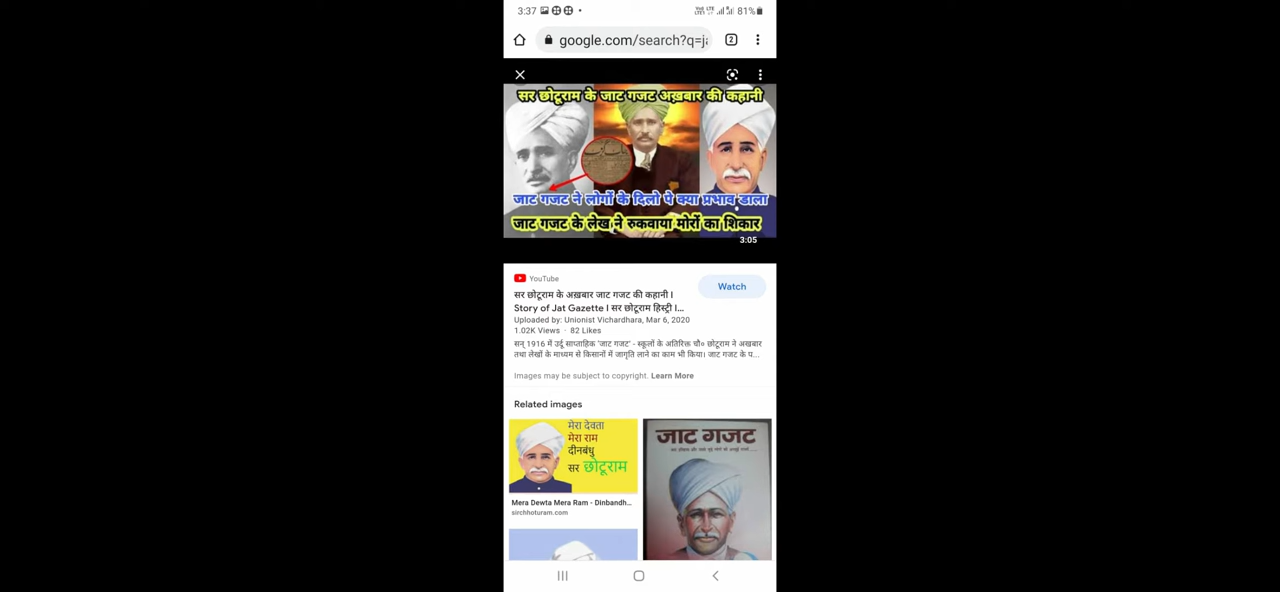 3:37
81%
google.com/search?q=ja
2
सर छोटूराम के जाट गजट अख़बार की कहानी
जाट गजट ने लोगों के दिलो पे क्या प्रभाव डाला
जाट गजट के लेख ने रुकवाया मोरों का शिकार
3:05
YouTube
Watch
सर छोटूराम के अख़बार जाट गजट की कहानी I
Story of Jat Gazette I सर छोटूराम हिस्ट्री I...
Uploaded by: Unionist Vichardhara, Mar 6, 2020
1.02K Views · 82 Likes
सन् 1916 में उर्दू साप्ताहिक 'जाट गजट' - स्कूलों के अतिरिक्त चौ० छोटूराम ने अखबार
तथा लेखों के माध्यम से किसानों में जागृति लाने का काम भी किया। जाट गजट के प...
Images may be subject to copyright. Learn More
Related images
मेरा देवता
मेरा राम
दीनबंधु
सर छोटूराम
Mera Dewta Mera Ram - Dinbandh...
sirchhoturam.com
जाट गजट